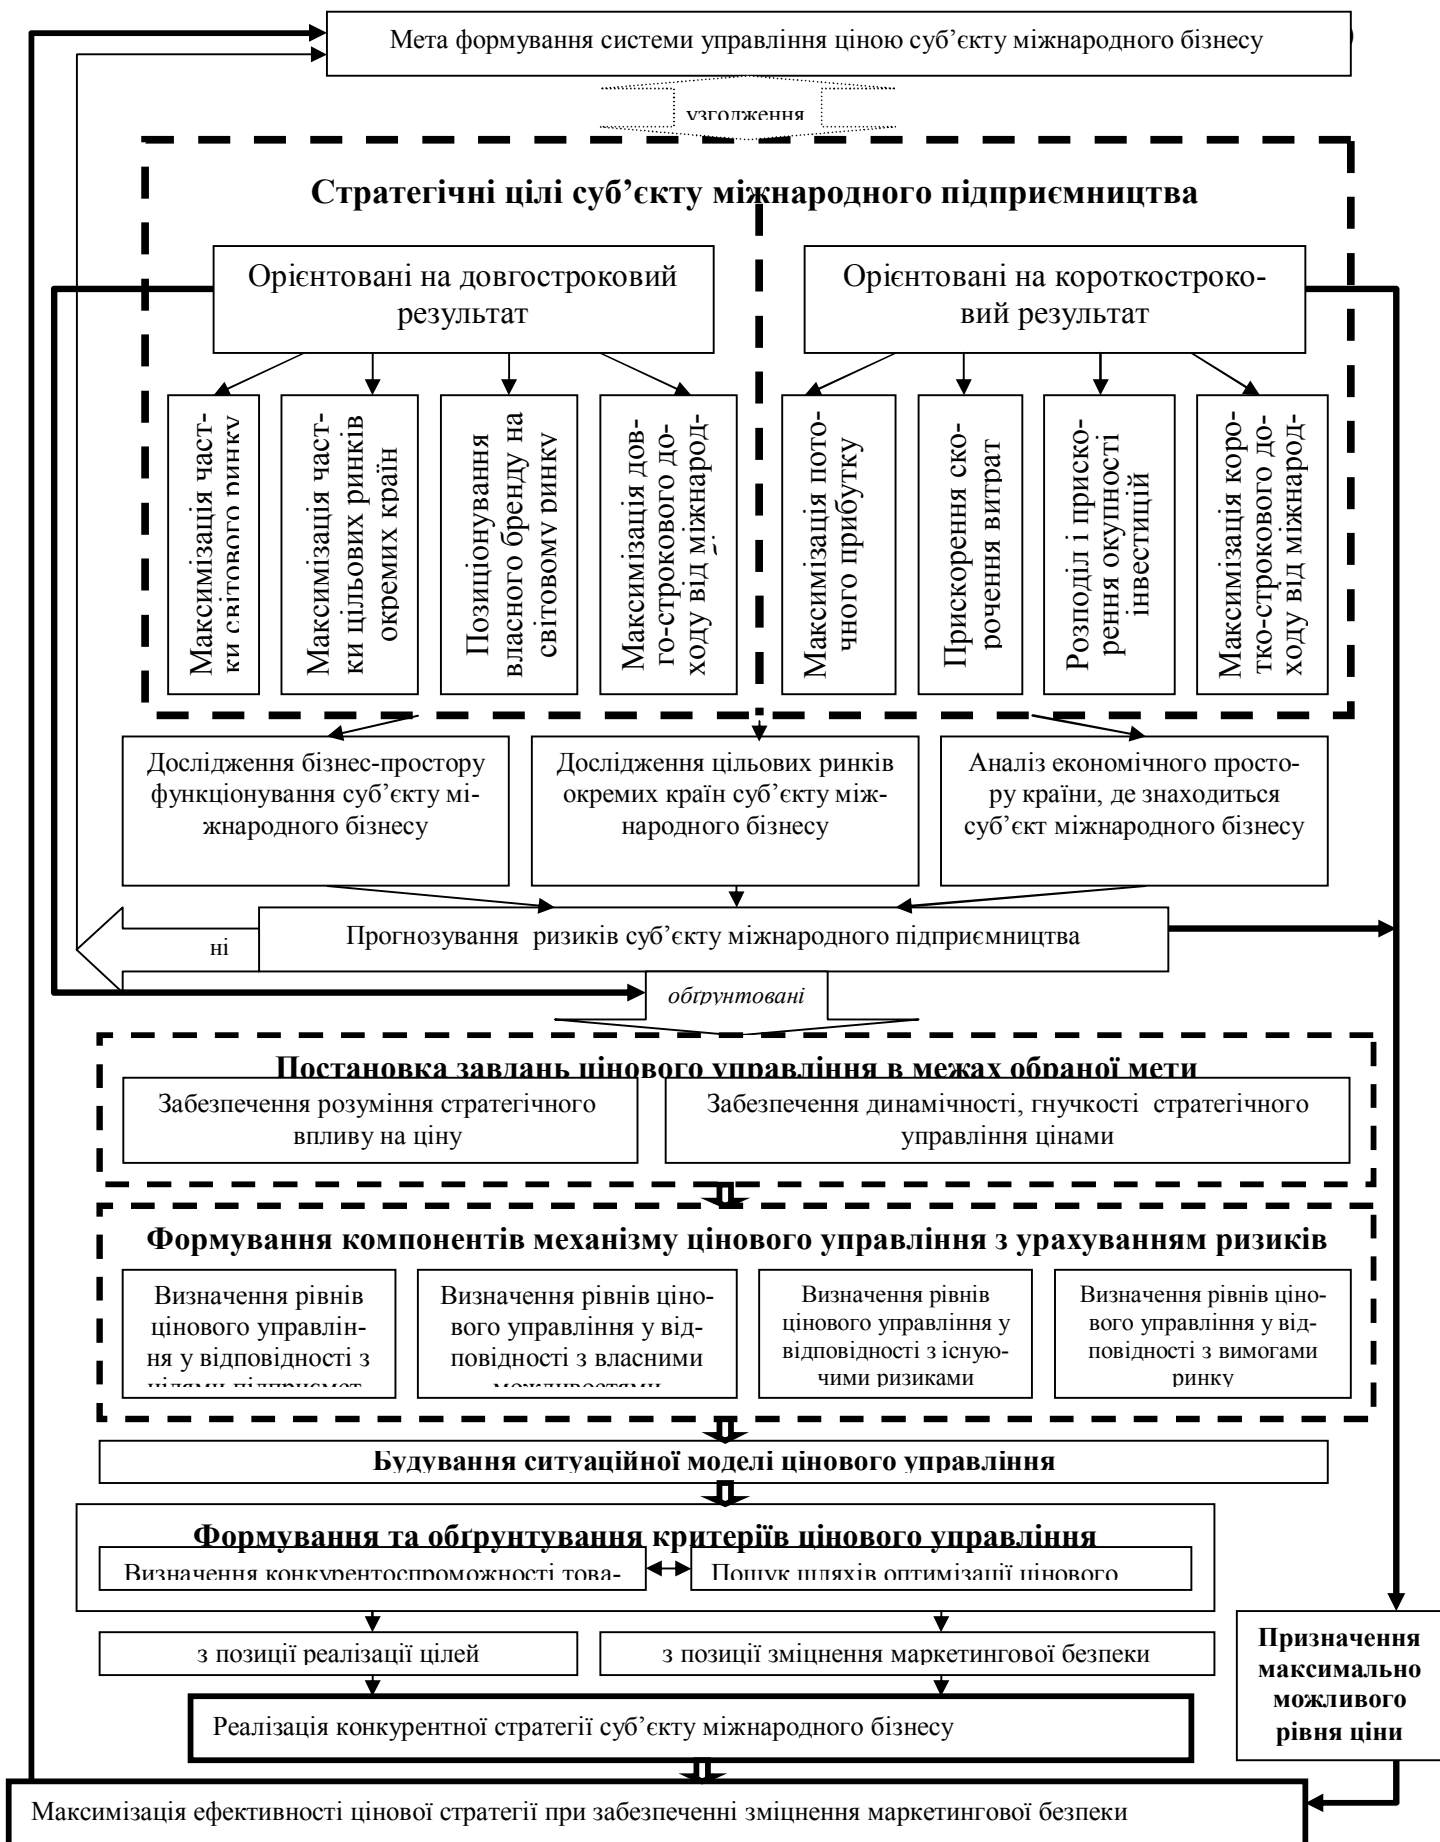 Мета формування системи управління ціною суб’єкту міжнародного бізнесу
узгодження
Стратегічні цілі суб’єкту міжнародного підприємництва
Орієнтовані на довгостроковий
результат
Орієнтовані на короткостроко-
вий результат
Максимізація част-
ки світового ринку
Максимізація част-
ки цільових ринків
окремих країн
Позиціонування
власного бренду на
світовому ринку
Максимізація дов-
го-строкового до-
ходу від міжнарод-
Максимізація пото-
чного прибутку
Прискорення ско-
рочення витрат
Розподіл і приско-
рення окупності
інвестицій
Максимізація коро-
тко-строкового до-
ходу від міжнарод-
Дослідження бізнес-простору
функціонування суб’єкту мі-
жнародного бізнесу
Дослідження цільових ринків
окремих країн суб’єкту між-
народного бізнесу
Аналіз економічного просто-
ру країни, де знаходиться
суб’єкт міжнародного бізнесу
Прогнозування ризиків суб’єкту міжнародного підприємництва
ні
обґрунтовані
Постановка завдань цінового управління в межах обраної мети
Забезпечення розуміння стратегічного
впливу на ціну
Забезпечення динамічності, гнучкості стратегічного
управління цінами
Формування компонентів механізму цінового управління з урахуванням ризиків
Визначення рівнів
цінового управлін-
ня у відповідності з
цілями підприємт-
Визначення рівнів ціно-
вого управління у від-
повідності з власними
можливостями
Визначення рівнів
цінового управління у
відповідності з існую-
чими ризиками
Визначення рівнів ціно-
вого управління у від-
повідності з вимогами
ринку
Будування ситуаційної моделі цінового управління
Формування та обґрунтування критеріїв цінового управління
Визначення конкурентоспроможності това-
Пошук шляхів оптимізації цінового
з позиції реалізації цілей
з позиції зміцнення маркетингової безпеки
Призначення
максимально
можливого
рівня ціни
Реалізація конкурентної стратегії суб’єкту міжнародного бізнесу
Максимізація ефективності цінової стратегії при забезпеченні зміцнення маркетингової безпеки